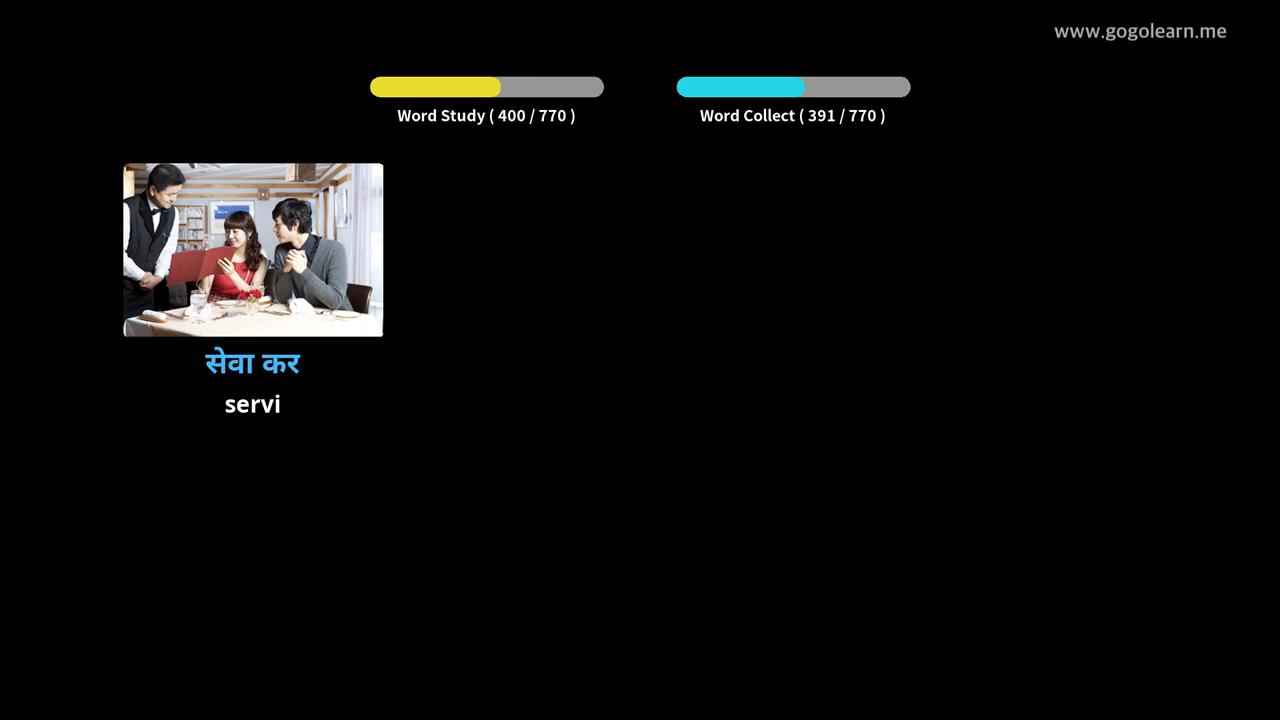 www.gogolearn.me
Word Study ( 400 / 770 )
Word Collect ( 391 / 770 )
सेवा कर
servi